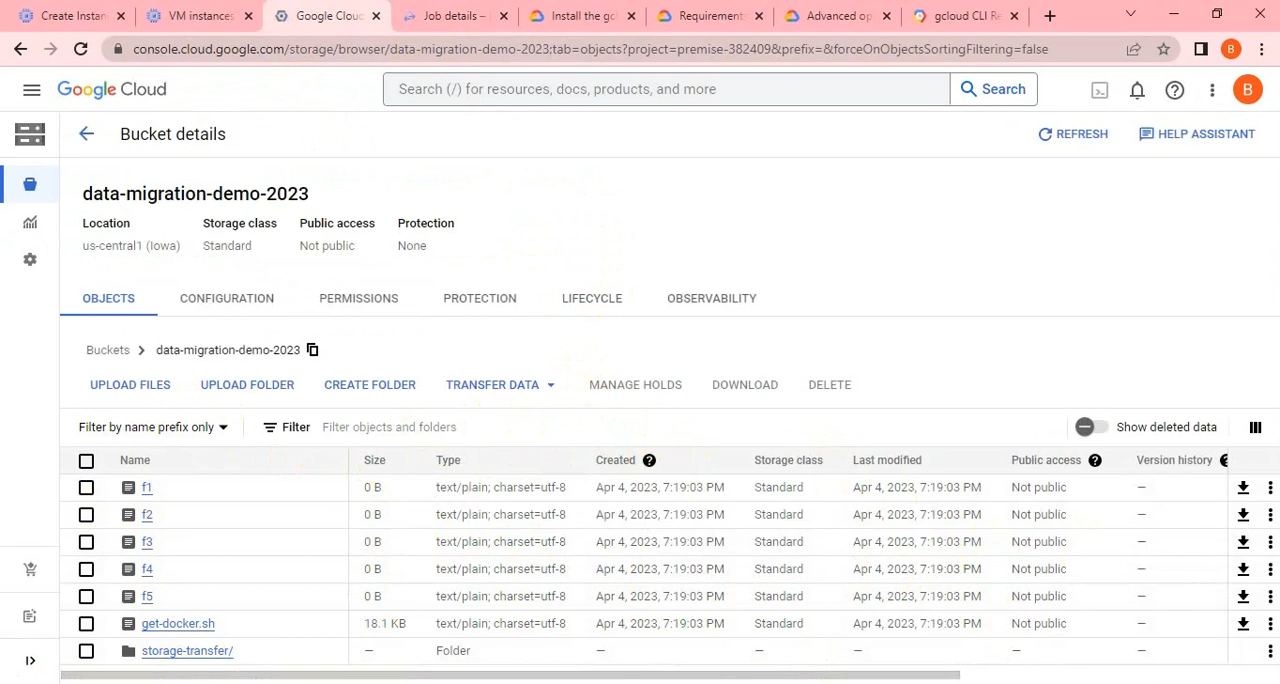 Create Instan
VM instances
Google Clou
Job details –
Install the gcl
Requirements
Advanced op
gcloud CLI Re
console.cloud.google.com/storage/browser/data-migration-demo-2023;tab=objects?project=premise-382409&prefix=&forceOnObjectsSortingFiltering=false
B
Google Cloud
Search (/) for resources, docs, products, and more
Search
B
Bucket details
REFRESH
HELP ASSISTANT
data-migration-demo-2023
Location Storage class Public access Protection
us-central1 (Iowa) Standard Not public None
OBJECTS CONFIGURATION PERMISSIONS PROTECTION LIFECYCLE OBSERVABILITY
Buckets data-migration-demo-2023
UPLOAD FILES UPLOAD FOLDER CREATE FOLDER TRANSFER DATA MANAGE HOLDS DOWNLOAD DELETE
Filter by name prefix only Filter Filter objects and folders Show deleted data
Name Size Type Created Storage class Last modified Public access Version history
f1 0 B text/plain; charset=utf-8 Apr 4, 2023, 7:19:03 PM Standard Apr 4, 2023, 7:19:03 PM Not public —
f2 0 B text/plain; charset=utf-8 Apr 4, 2023, 7:19:03 PM Standard Apr 4, 2023, 7:19:03 PM Not public —
f3 0 B text/plain; charset=utf-8 Apr 4, 2023, 7:19:03 PM Standard Apr 4, 2023, 7:19:03 PM Not public —
f4 0 B text/plain; charset=utf-8 Apr 4, 2023, 7:19:03 PM Standard Apr 4, 2023, 7:19:03 PM Not public —
f5 0 B text/plain; charset=utf-8 Apr 4, 2023, 7:19:03 PM Standard Apr 4, 2023, 7:19:03 PM Not public —
get-docker.sh 18.1 KB text/plain; charset=utf-8 Apr 4, 2023, 7:19:03 PM Standard Apr 4, 2023, 7:19:03 PM Not public —
storage-transfer/ — Folder — — — — —